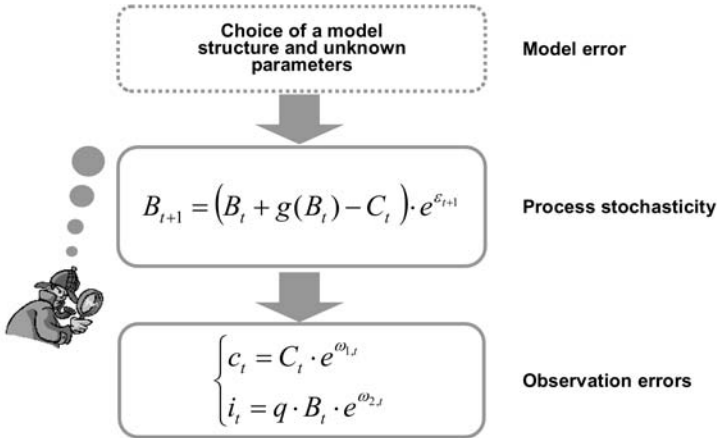 Choice of a model
structure and unknown
parameters
Model error
B_{t+1} = (B_t + g(B_t) − C_t) · e^{ε_{t+1}}
Process stochasticity
{ c_t = C_t · e^{ω_{1,t}}
i_t = q · B_t · e^{ω_{2,t}}
Observation errors